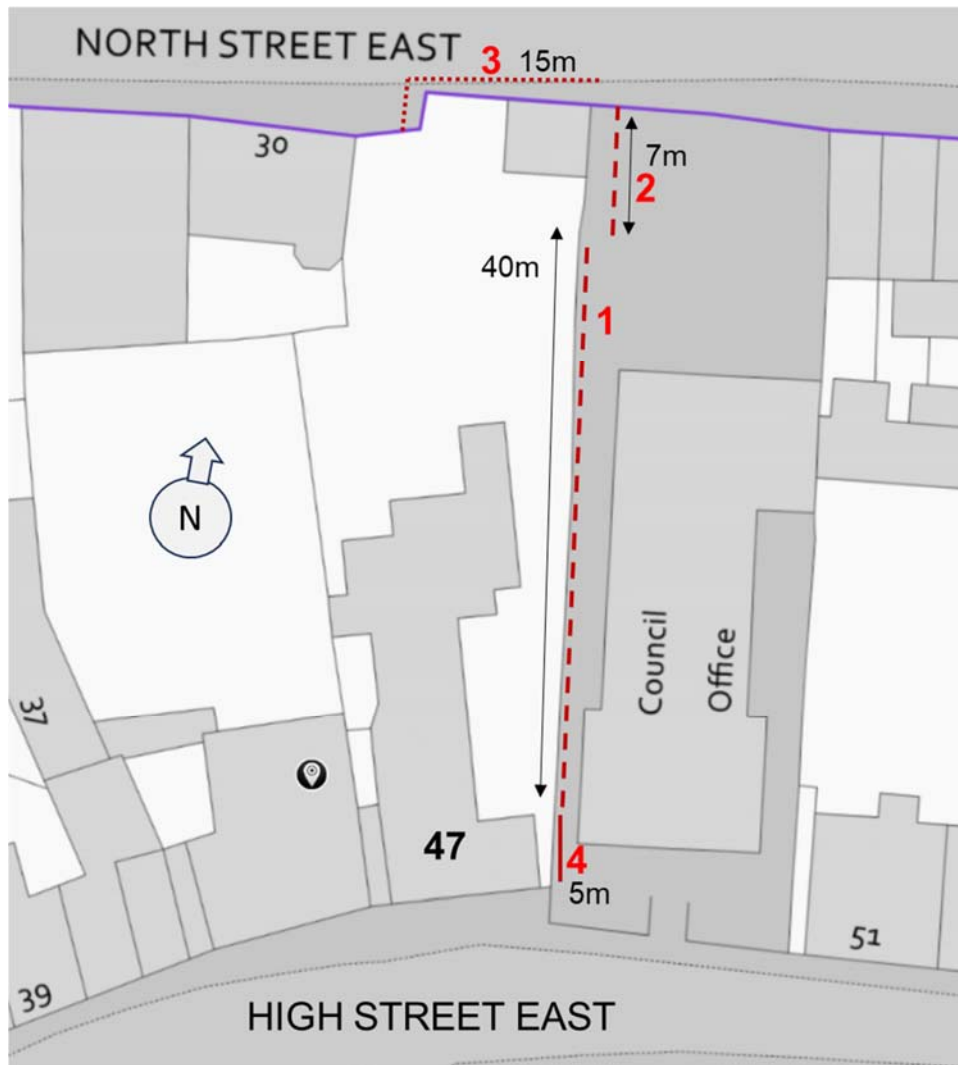 NORTH STREET EAST
3 15m
30
7m
2
40m
1
N
Council
Office
37
47
4
5m
51
39
HIGH STREET EAST